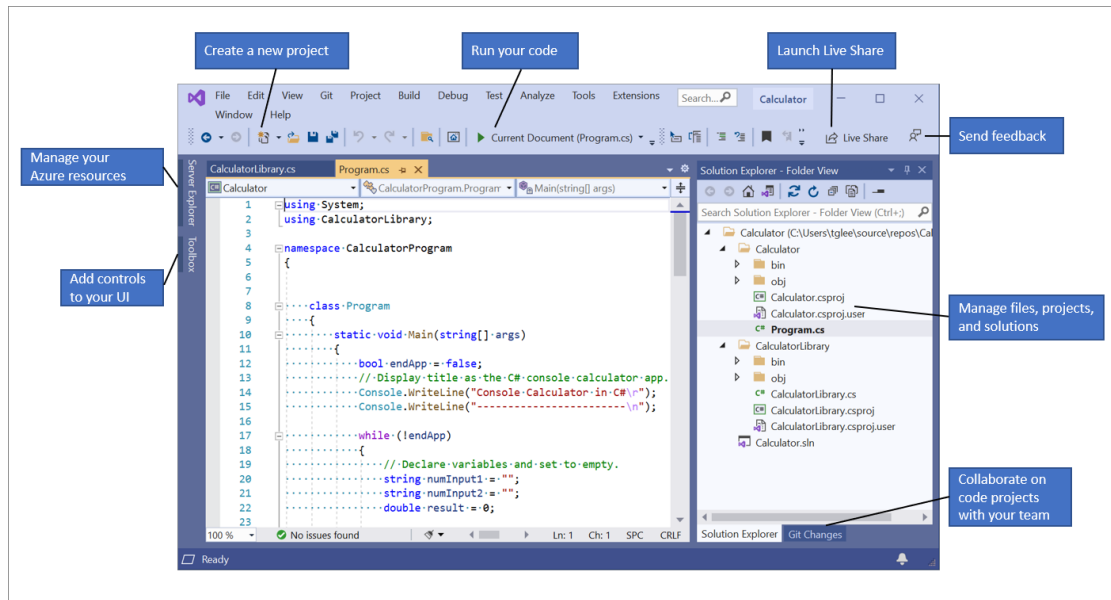 Create a new project
Run your code
Launch Live Share
File Edit View Git Project Build Debug Test Analyze Tools Extensions Search... Calculator
Window Help
Current Document (Program.cs) Live Share
Send feedback
Manage your
Azure resources
Server Explorer
Toolbox
Add controls
to your UI
CalculatorLibrary.cs Program.cs
Calculator CalculatorProgram.Program Main(string[] args)
1 using·System;
2 using·CalculatorLibrary;
3
4 namespace·CalculatorProgram
5 {
6
7
8 ····class·Program
9 ····{
10 ········static·void·Main(string[]·args)
11 ········{
12 ············bool·endApp·=·false;
13 ············//·Display·title·as·the·C#·console·calculator·app.
14 ············Console.WriteLine("Console·Calculator·in·C#\r");
15 ············Console.WriteLine("------------------------\n");
16
17 ············while·(!endApp)
18 ············{
19 ················//·Declare·variables·and·set·to·empty.
20 ················string·numInput1·=·"";
21 ················string·numInput2·=·"";
22 ················double·result·=·0;
23
100 % No issues found Ln: 1 Ch: 1 SPC CRLF
Solution Explorer - Folder View
Search Solution Explorer - Folder View (Ctrl+;)
Calculator (C:\Users\tglee\source\repos\Cal
Calculator
bin
obj
Calculator.csproj
Calculator.csproj.user
Program.cs
CalculatorLibrary
bin
obj
CalculatorLibrary.cs
CalculatorLibrary.csproj
CalculatorLibrary.csproj.user
Calculator.sln
Solution Explorer Git Changes
Manage files, projects,
and solutions
Collaborate on
code projects
with your team
Ready